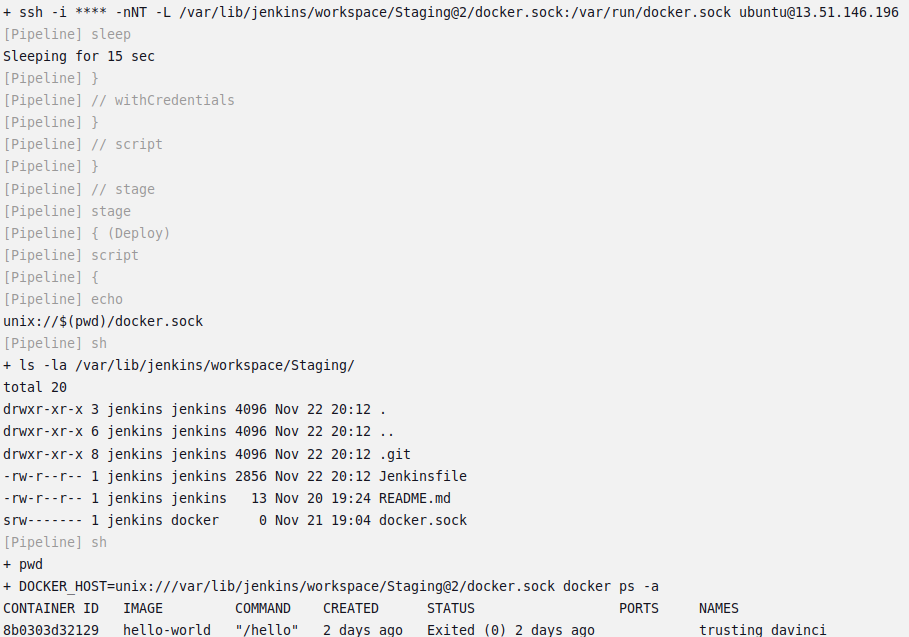 + ssh -i **** -nNT -L /var/lib/jenkins/workspace/Staging@2/docker.sock:/var/run/docker.sock ubuntu@13.51.146.196
[Pipeline] sleep
Sleeping for 15 sec
[Pipeline] }
[Pipeline] // withCredentials
[Pipeline] }
[Pipeline] // script
[Pipeline] }
[Pipeline] // stage
[Pipeline] stage
[Pipeline] { (Deploy)
[Pipeline] script
[Pipeline] {
[Pipeline] echo
unix://$(pwd)/docker.sock
[Pipeline] sh
+ ls -la /var/lib/jenkins/workspace/Staging/
total 20
drwxr-xr-x 3 jenkins jenkins 4096 Nov 22 20:12 .
drwxr-xr-x 6 jenkins jenkins 4096 Nov 22 20:12 ..
drwxr-xr-x 8 jenkins jenkins 4096 Nov 22 20:12 .git
-rw-r--r-- 1 jenkins jenkins 2856 Nov 22 20:12 Jenkinsfile
-rw-r--r-- 1 jenkins jenkins   13 Nov 20 19:24 README.md
srw------- 1 jenkins docker     0 Nov 21 19:04 docker.sock
[Pipeline] sh
+ pwd
+ DOCKER_HOST=unix:///var/lib/jenkins/workspace/Staging@2/docker.sock docker ps -a
CONTAINER ID   IMAGE         COMMAND    CREATED      STATUS                  PORTS     NAMES
8b0303d32129   hello-world   "/hello"   2 days ago   Exited (0) 2 days ago             trusting_davinci